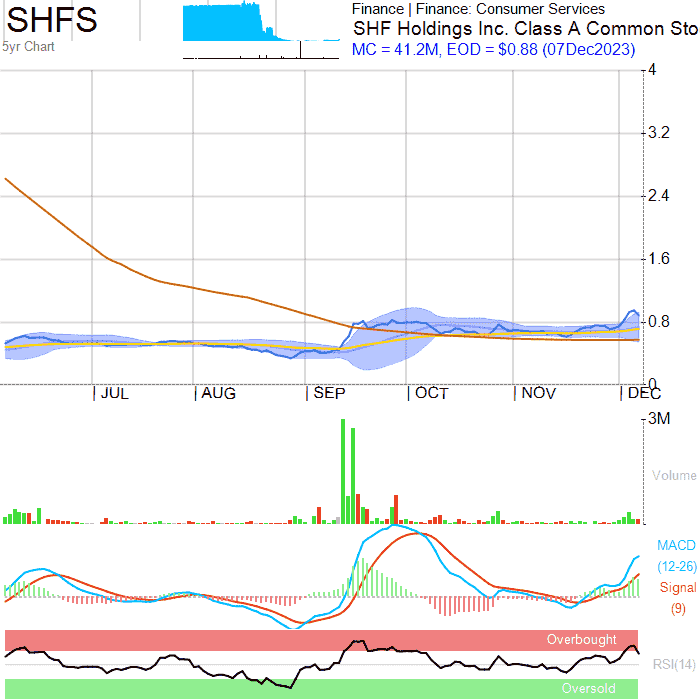 SHFS
5yr Chart
Finance | Finance: Consumer Services
SHF Holdings Inc. Class A Common Sto
MC = 41.2M, EOD = $0.88 (07Dec2023)
4
3.2
2.4
1.6
0.8
0
JUL
AUG
SEP
OCT
NOV
DEC
3M
Volume
MACD
(12-26)
Signal
(9)
Overbought
RSI(14)
Oversold